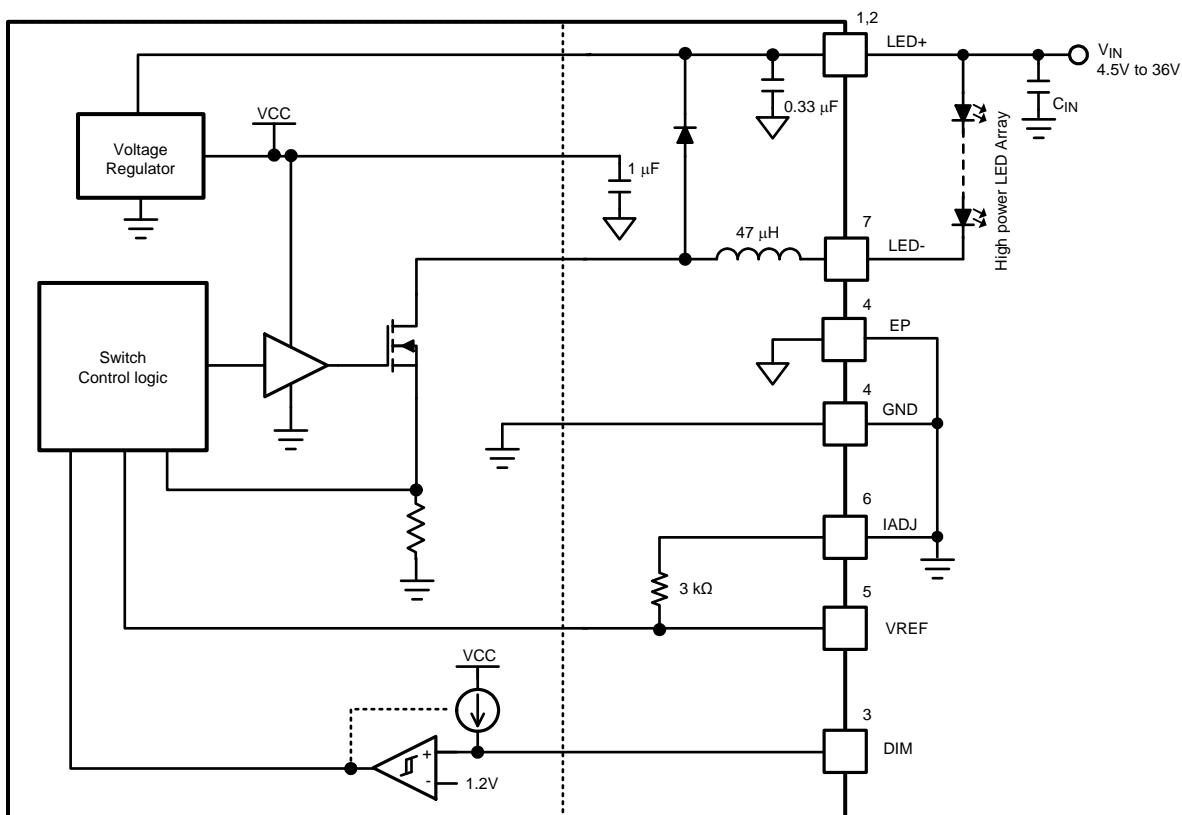 1,2
LED+
VIN
4.5V to 36V
CIN
0.33 μF
High power LED Array
VCC
Voltage
Regulator
1 μF
7
47 μH
LED-
4
EP
Switch
Control logic
4
GND
6
IADJ
3 kΩ
5
VREF
VCC
3
DIM
+
-
1.2V